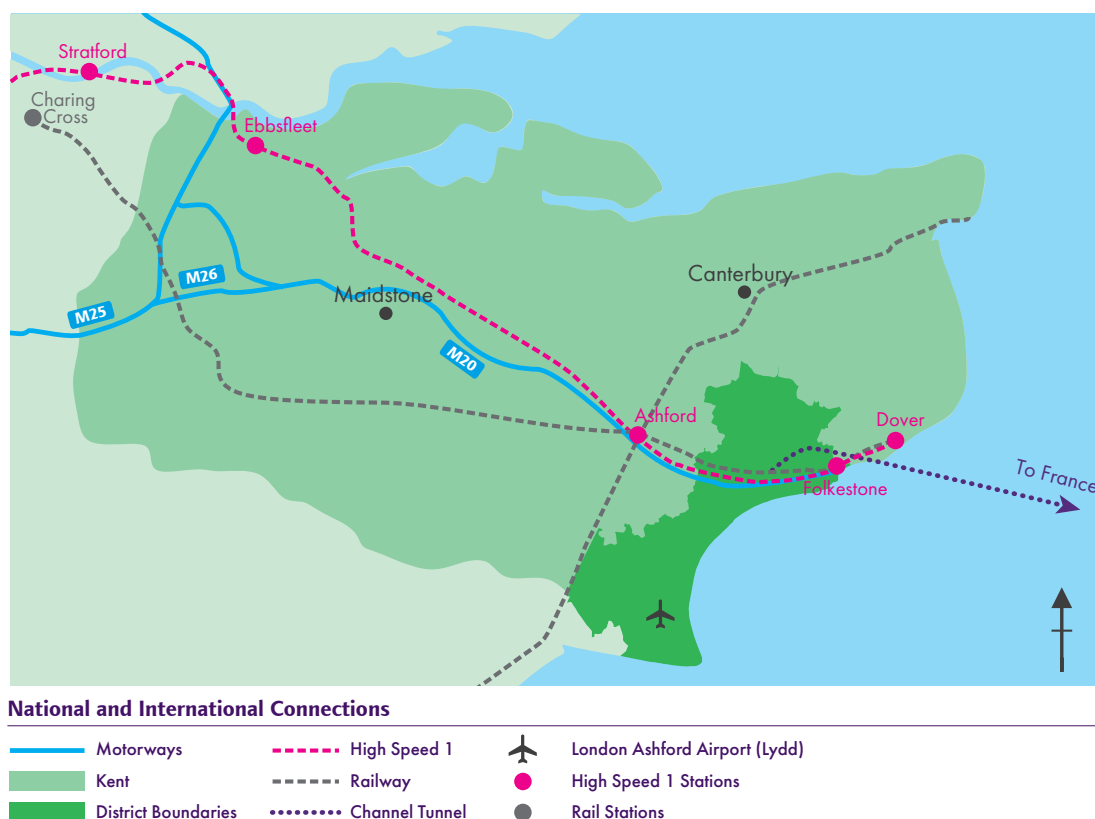 Stratford
Charing
Cross
Ebbsfleet
M26
Canterbury
Maidstone
M25
M20
Ashford
Dover
To France
Folkestone
National and International Connections
Motorways
High Speed 1
London Ashford Airport (Lydd)
Kent
Railway
High Speed 1 Stations
District Boundaries
Channel Tunnel
Rail Stations